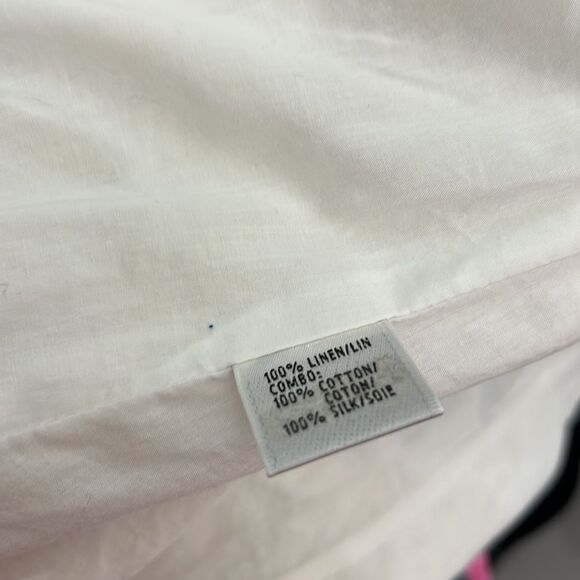 100% LINEN/LIN
COMBO:
100% COTTON/
COTON/
100% SILK/SOIE